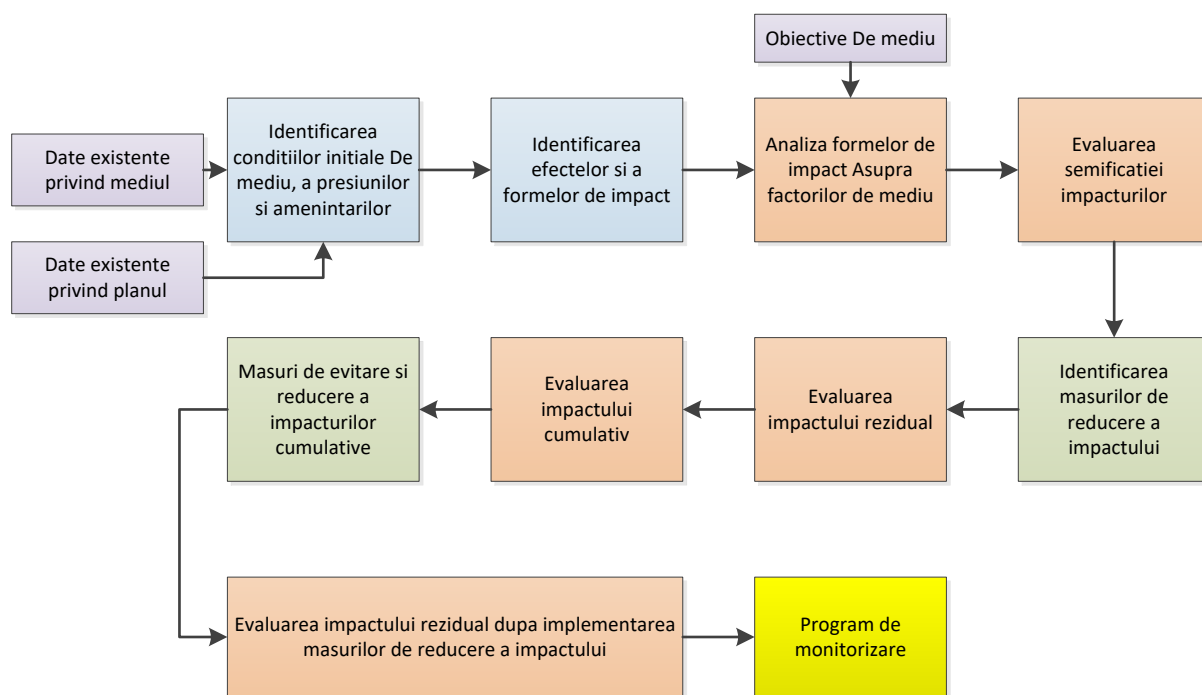 Obiective De mediu
Date existente
privind mediul
Identificarea
conditiilor initiale De
mediu, a presiunilor
si amenintarilor
Identificarea
efectelor si a
formelor de impact
Analiza formelor de
impact Asupra
factorilor de mediu
Evaluarea
semificatiei
impacturilor
Date existente
privind planul
Masuri de evitare si
reducere a
impacturilor
cumulative
Evaluarea
impactului
cumulativ
Evaluarea
impactului rezidual
Identificarea
masurilor de
reducere a
impactului
Evaluarea impactului rezidual dupa implementarea
masurilor de reducere a impactului
Program de
monitorizare